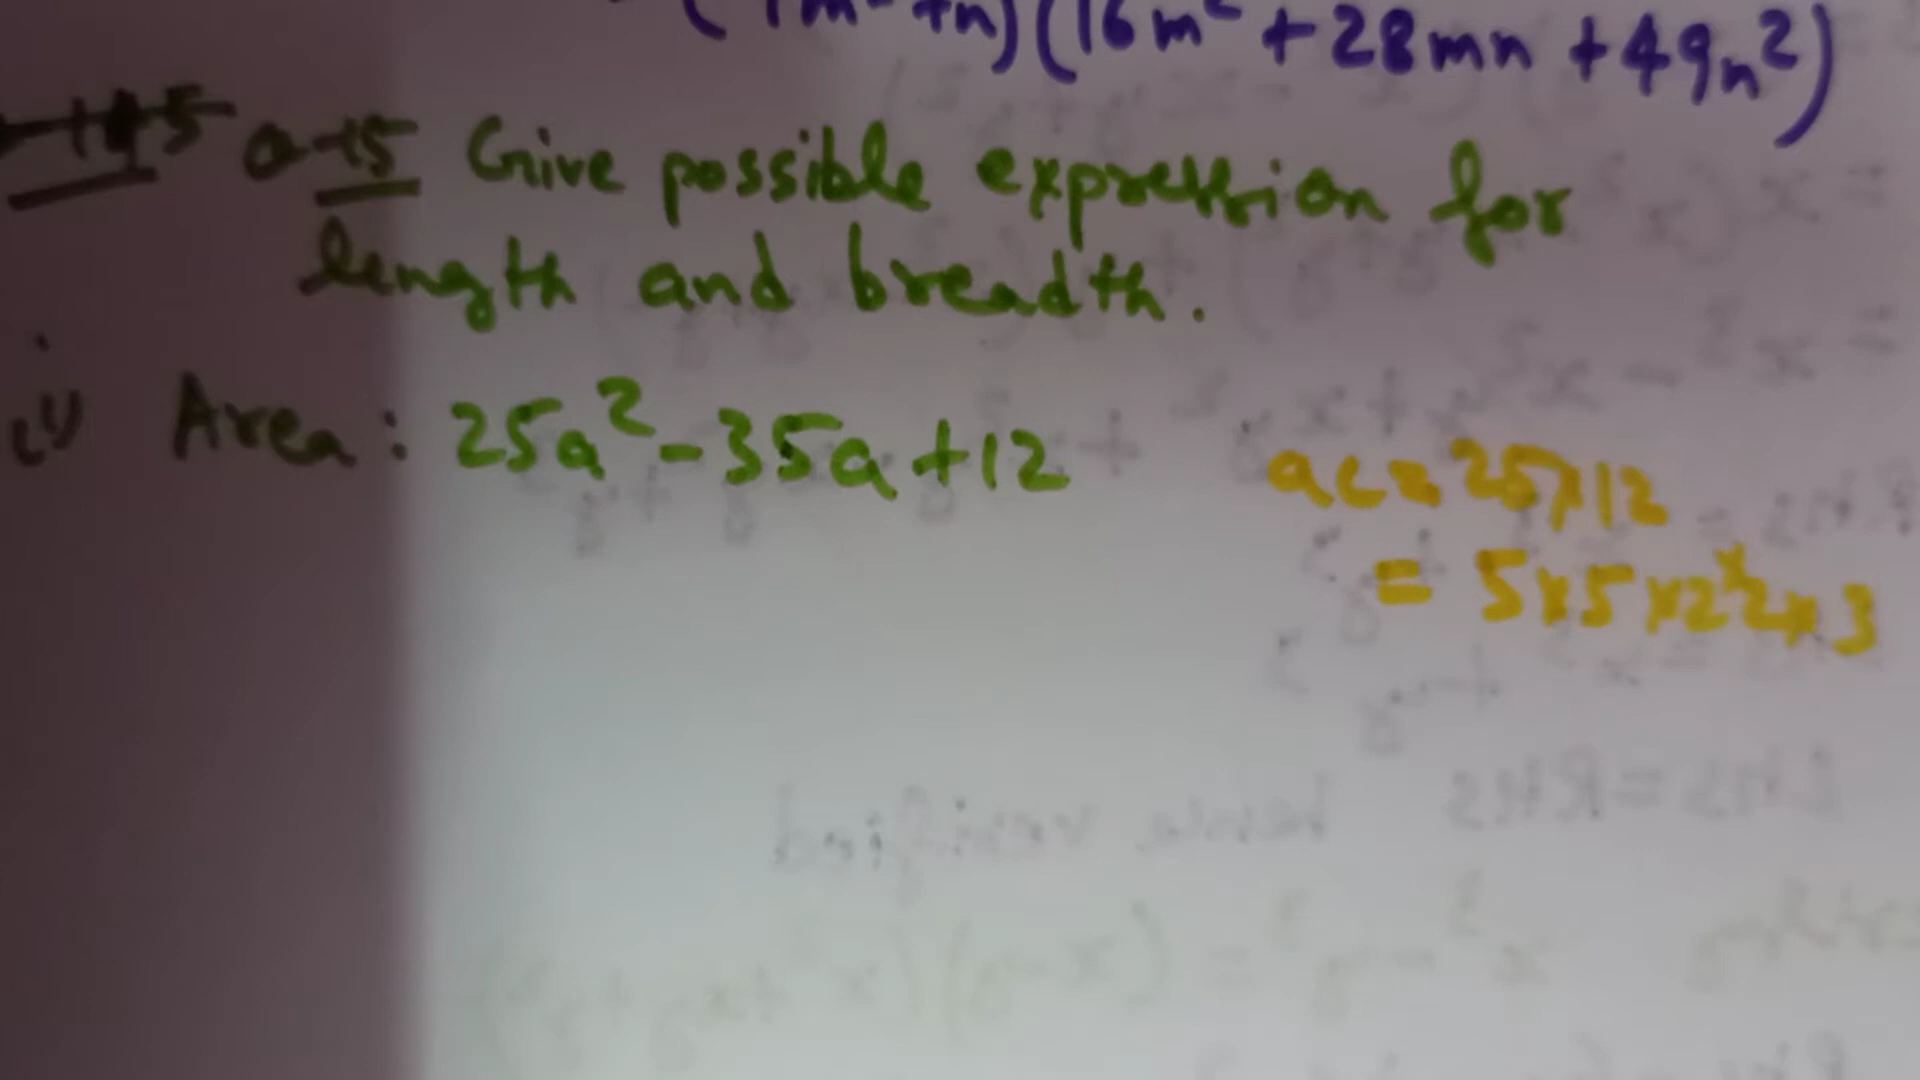 +n)(16m² + 28mn + 49n²)
Q-15 Give possible expression for
length and breadth.
(i) Area: 25a² - 35a + 12
ac = 25×12
= 5×5×2×2×3